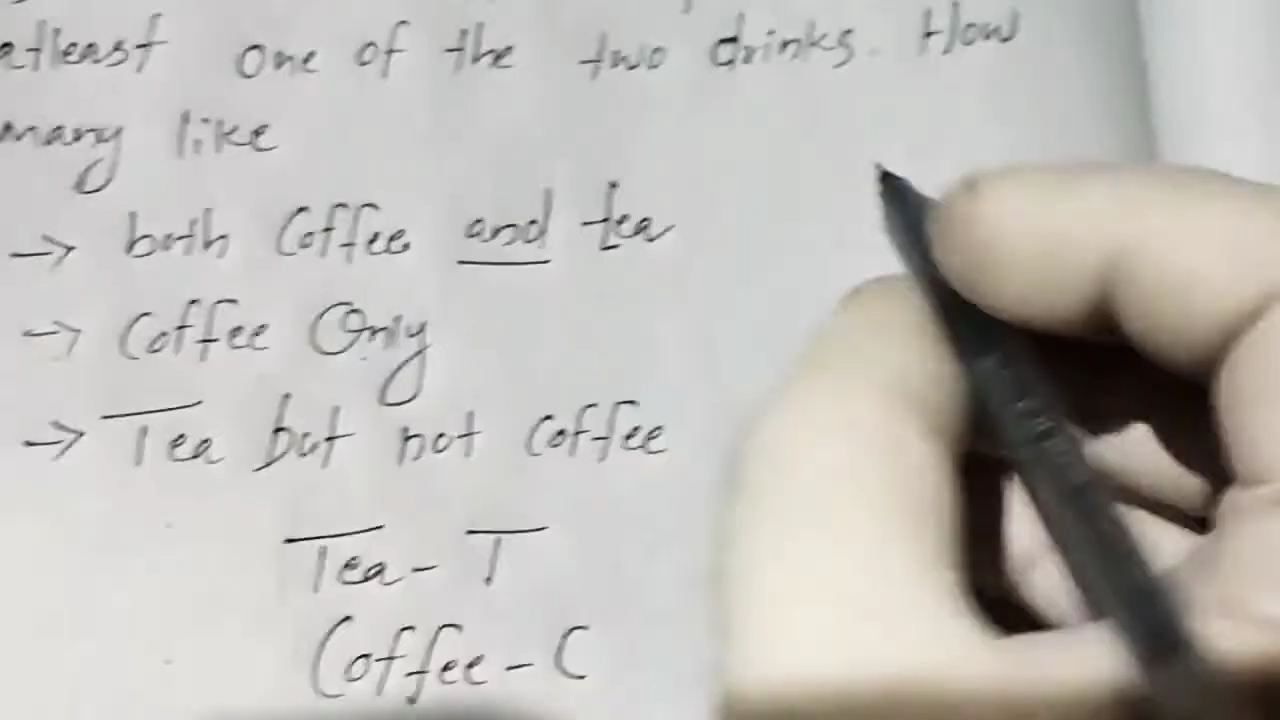 atleast one of the two drinks. How
many like
→ both Coffee and tea
→ Coffee Only
→ Tea but not Coffee
Tea - T
Coffee - C